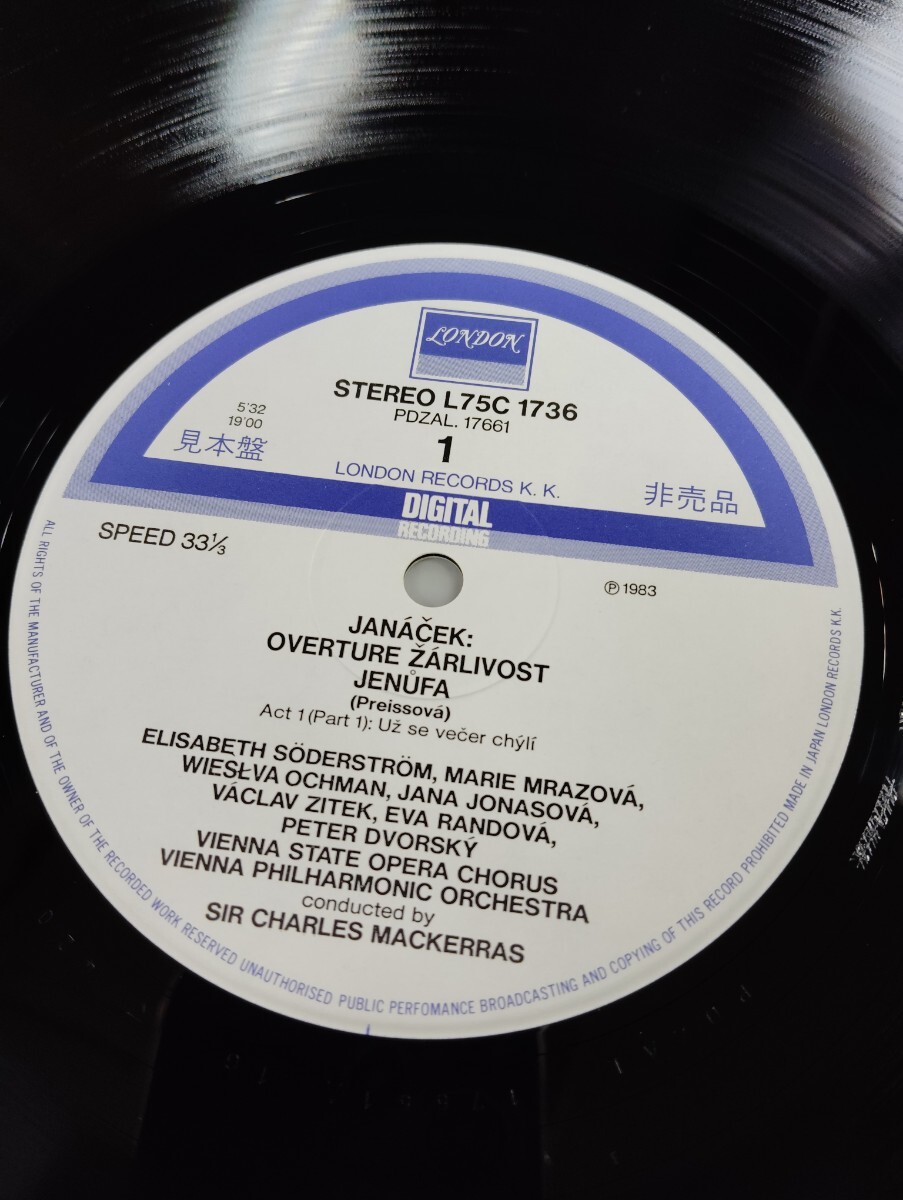 LONDON
STEREO L75C 1736
PDZAL. 17661
5'32
19'00
1
見本盤
非売品
LONDON RECORDS K. K.
DIGITAL
RECORDING
SPEED 33⅓
℗ 1983
JANÁČEK:
OVERTURE ŽÁRLIVOST
JENŮFA
(Preissová)
Act 1 (Part 1): Už se večer chýlí
ELISABETH SÖDERSTRÖM, MARIE MRAZOVÁ,
WIESŁVA OCHMAN, JANA JONASOVÁ,
VÁCLAV ZITEK, EVA RANDOVÁ,
PETER DVORSKÝ
VIENNA STATE OPERA CHORUS
VIENNA PHILHARMONIC ORCHESTRA
conducted by
SIR CHARLES MACKERRAS
ALL RIGHTS OF THE MANUFACTURER AND OF THE OWNER OF THE RECORDED WORK RESERVED UNAUTHORISED PUBLIC PERFOMANCE BROADCASTING AND COPYING OF THIS RECORD PROHIBITED MADE IN JAPAN LONDON RECORDS K.K.